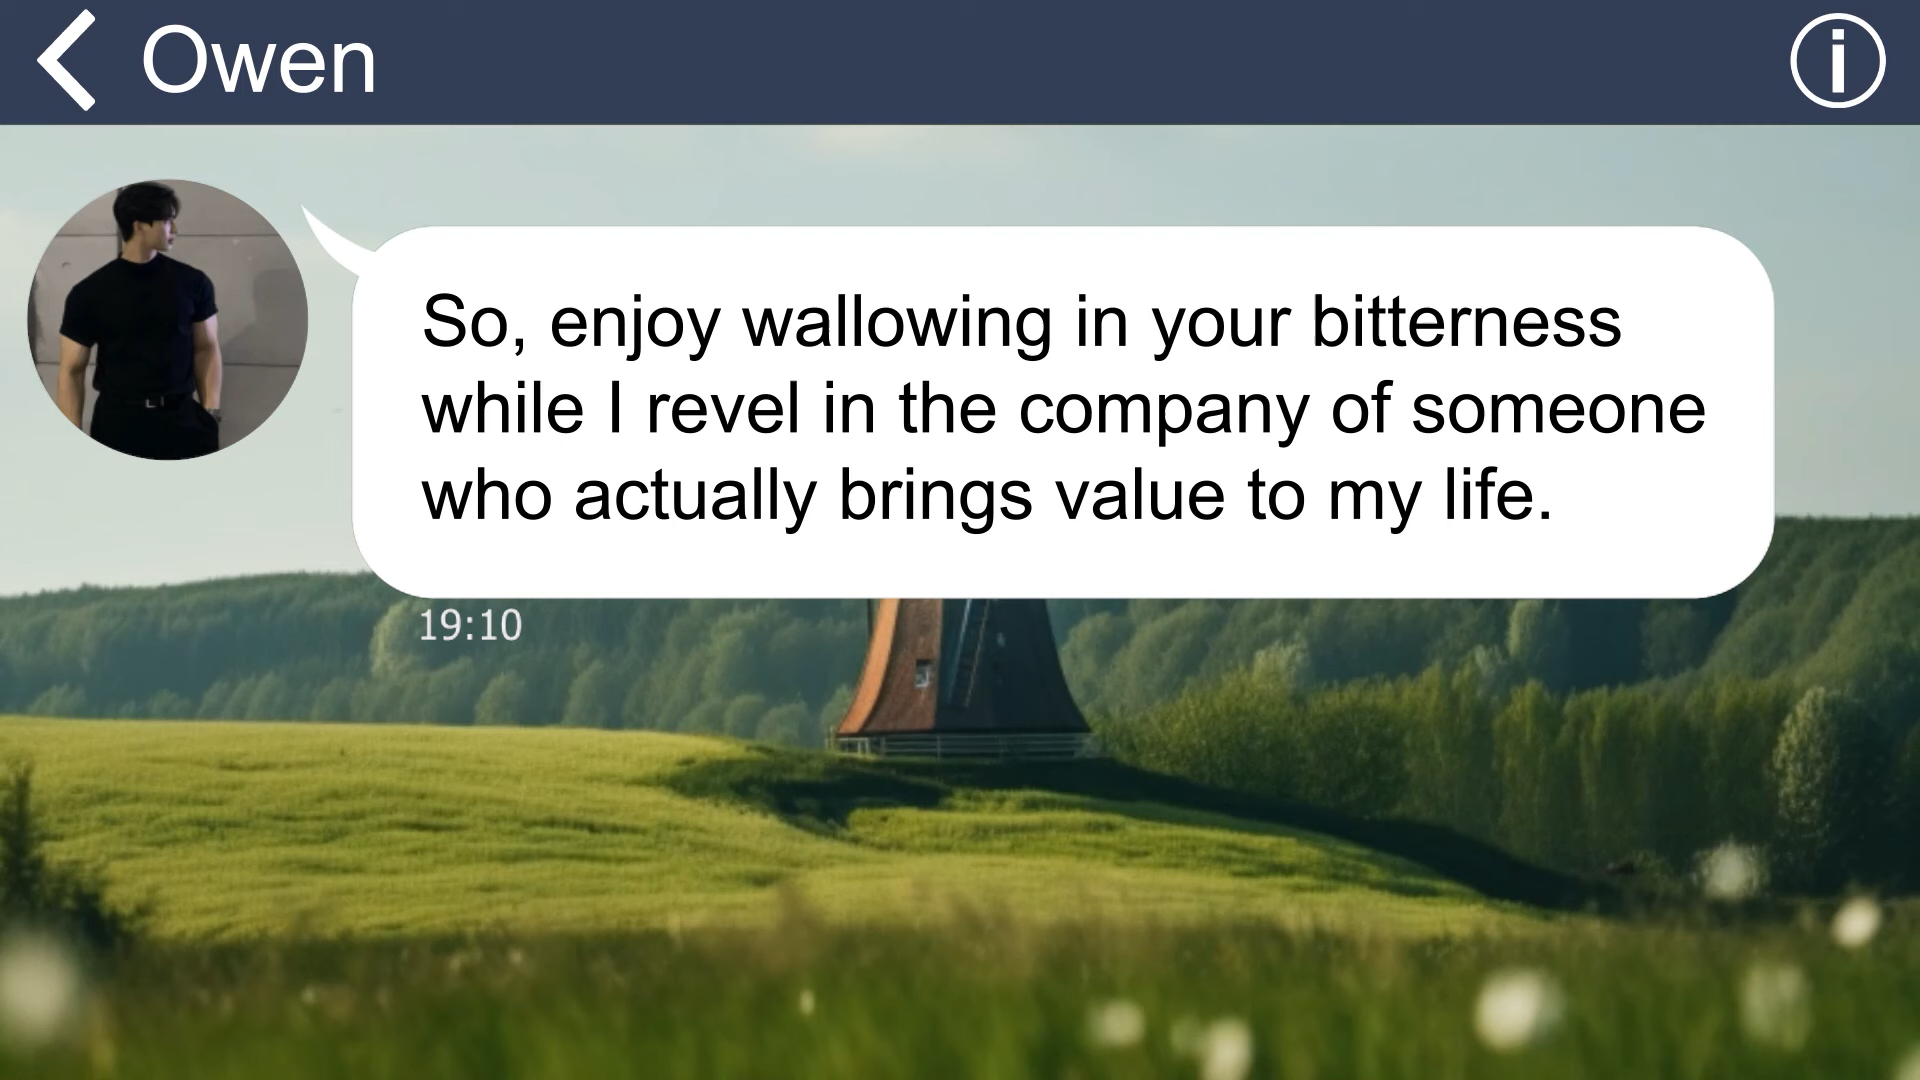 Owen
So, enjoy wallowing in your bitterness
while I revel in the company of someone
who actually brings value to my life.
19:10